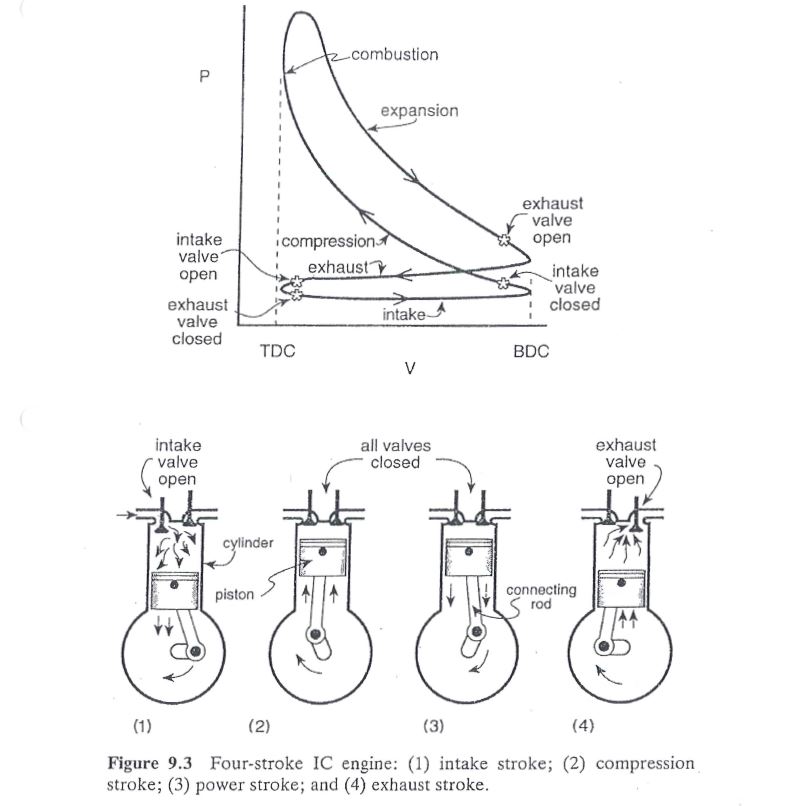 P
combustion
expansion
exhaust
valve
open
intake
valve
open
compression
exhaust
intake
valve
closed
exhaust
valve
closed
intake
TDC
BDC
V
intake
valve
open
all valves
closed
exhaust
valve
open
cylinder
piston
connecting
rod
(1)
(2)
(3)
(4)
Figure 9.3 Four-stroke IC engine: (1) intake stroke; (2) compression
stroke; (3) power stroke; and (4) exhaust stroke.